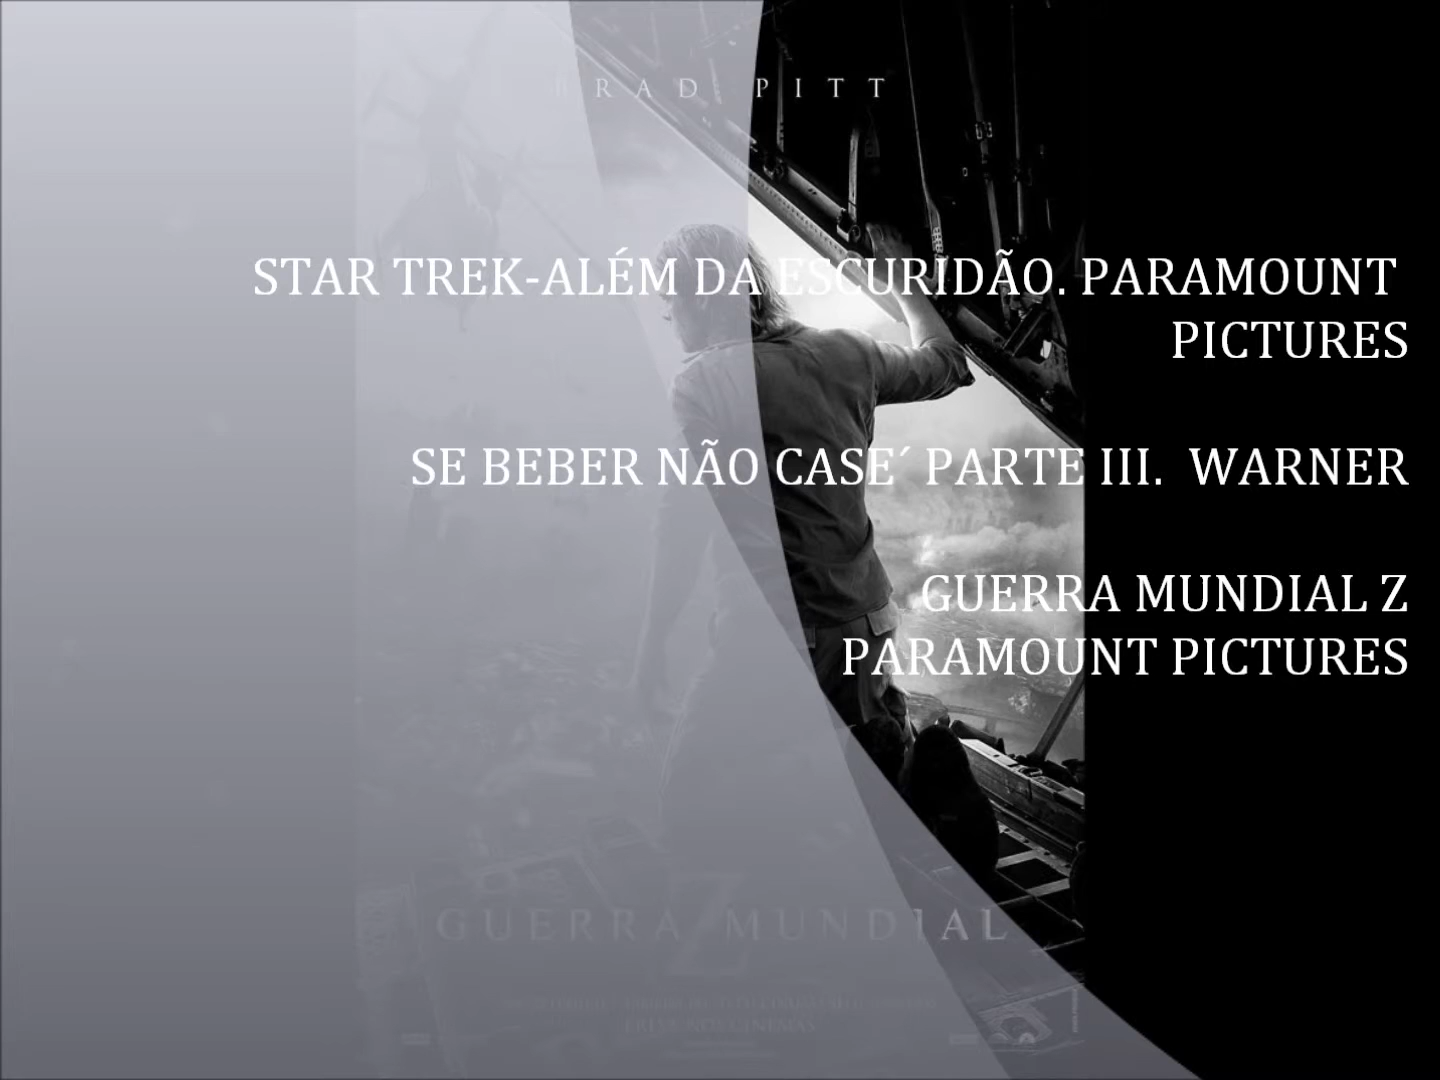 BRAD PITT
STAR TREK-ALÉM DA ESCURIDÃO. PARAMOUNT
PICTURES
SE BEBER NÃO CASE´ PARTE III.  WARNER
GUERRA MUNDIAL Z
PARAMOUNT PICTURES
GUERRA MUNDIAL
Z